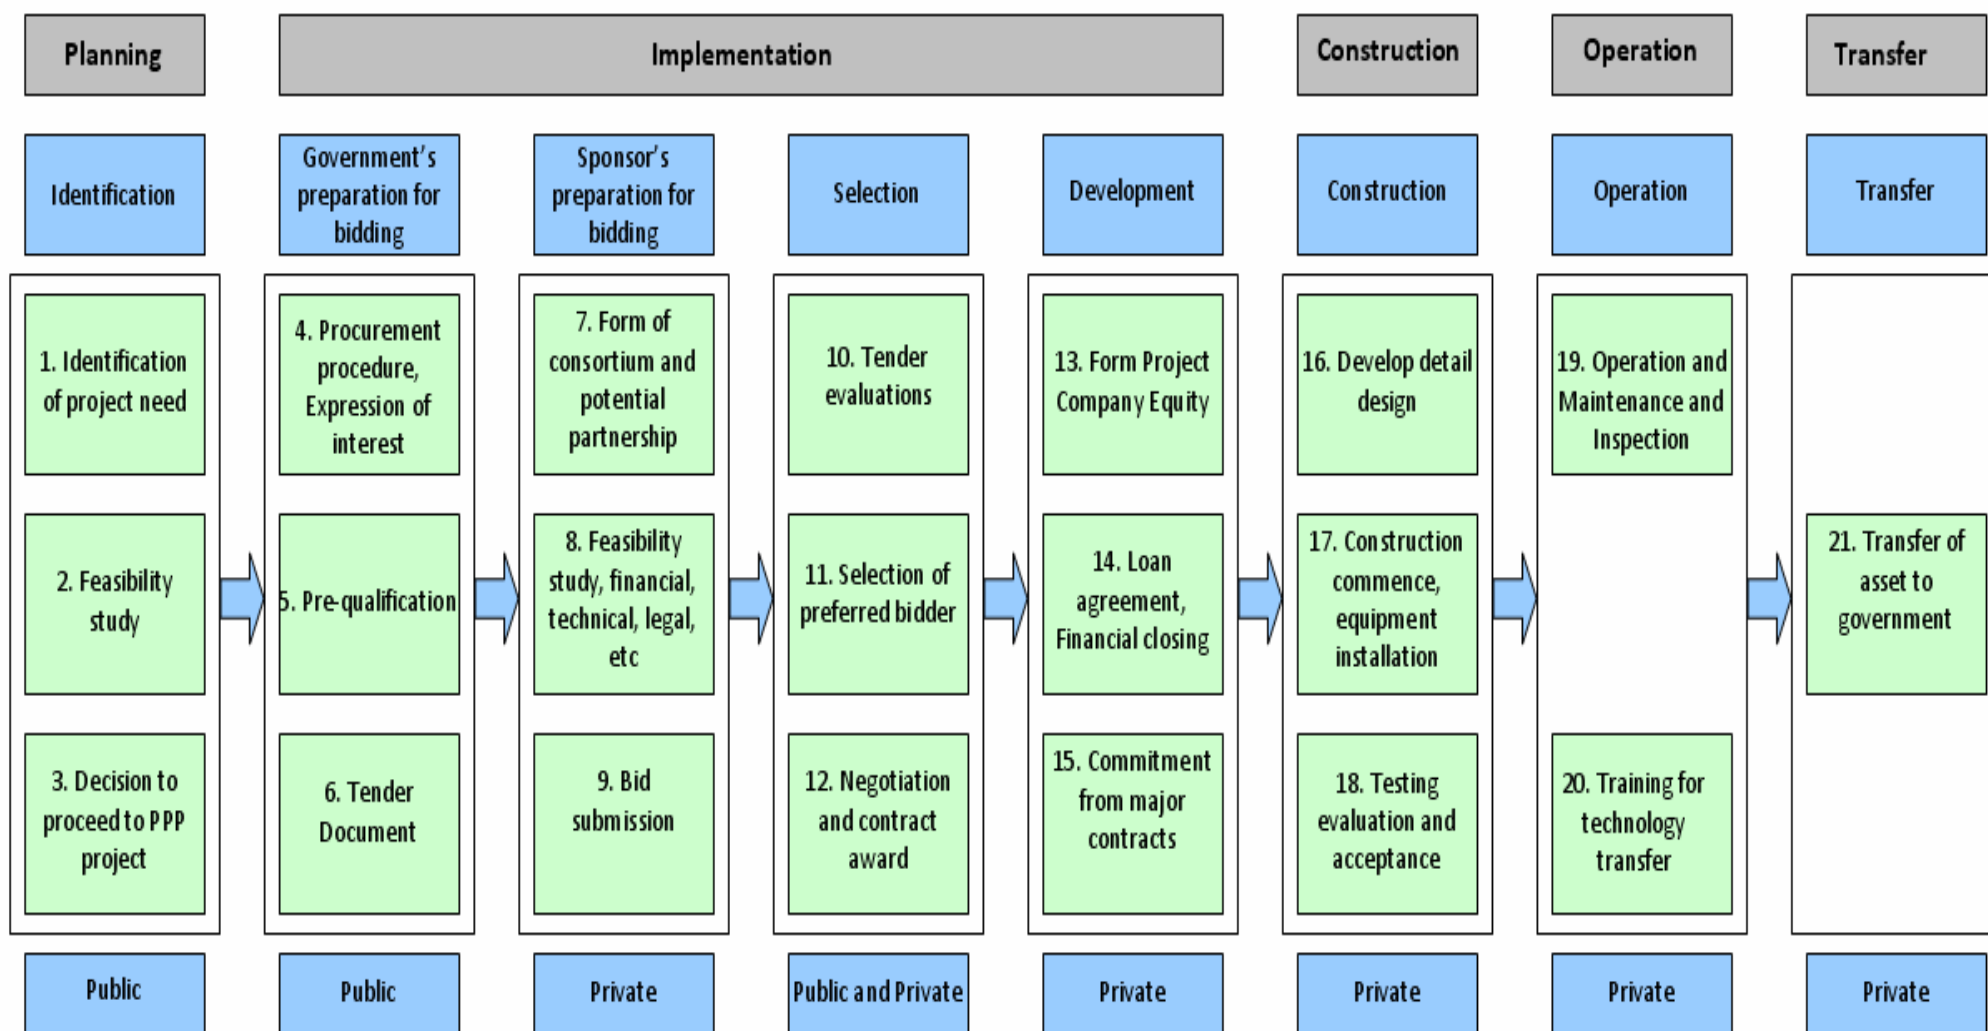 Planning
Implementation
Construction
Operation
Transfer
Identification
Government's
preparation for
bidding
Sponsor's
preparation for
bidding
Selection
Development
Construction
Operation
Transfer
1. Identification
of project need
2. Feasibility
study
3. Decision to
proceed to PPP
project
4. Procurement
procedure,
Expression of
interest
5. Pre-qualification
6. Tender
Document
7. Form of
consortium and
potential
partnership
8. Feasibility
study, financial,
technical, legal,
etc
9. Bid
submission
10. Tender
evaluations
11. Selection of
preferred bidder
12. Negotiation
and contract
award
13. Form Project
Company Equity
14. Loan
agreement,
Financial closing
15. Commitment
from major
contracts
16. Develop detail
design
17. Construction
commence,
equipment
installation
18. Testing
evaluation and
acceptance
19. Operation and
Maintenance and
Inspection
20. Training for
technology
transfer
21. Transfer of
asset to
government
Public
Public
Private
Public and Private
Private
Private
Private
Private